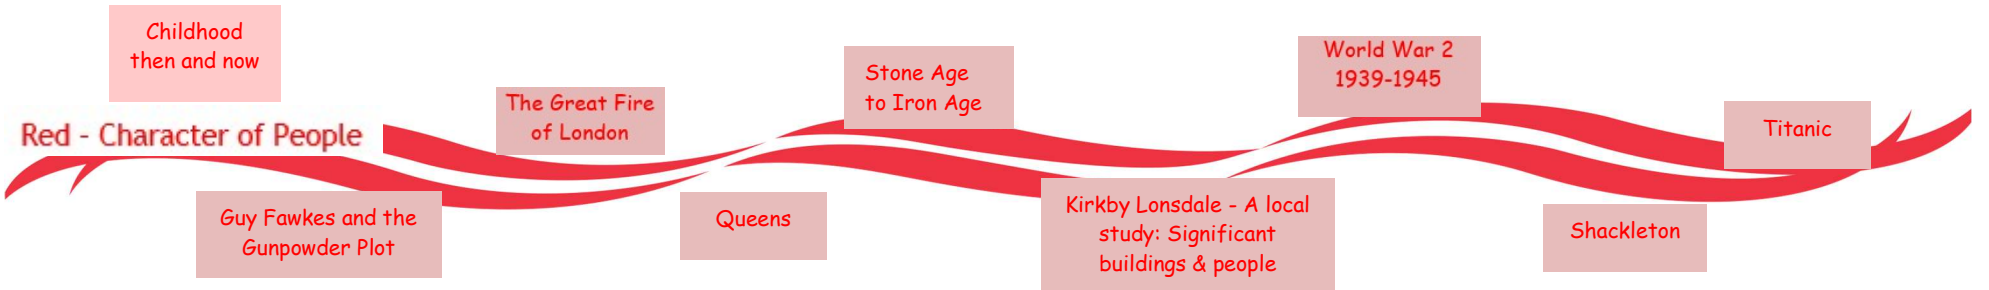 Childhood
then and now
Red - Character of People
Guy Fawkes and the
Gunpowder Plot
The Great Fire
of London
Queens
Stone Age
to Iron Age
Kirkby Lonsdale - A local
study: Significant
buildings & people
World War 2
1939-1945
Shackleton
Titanic